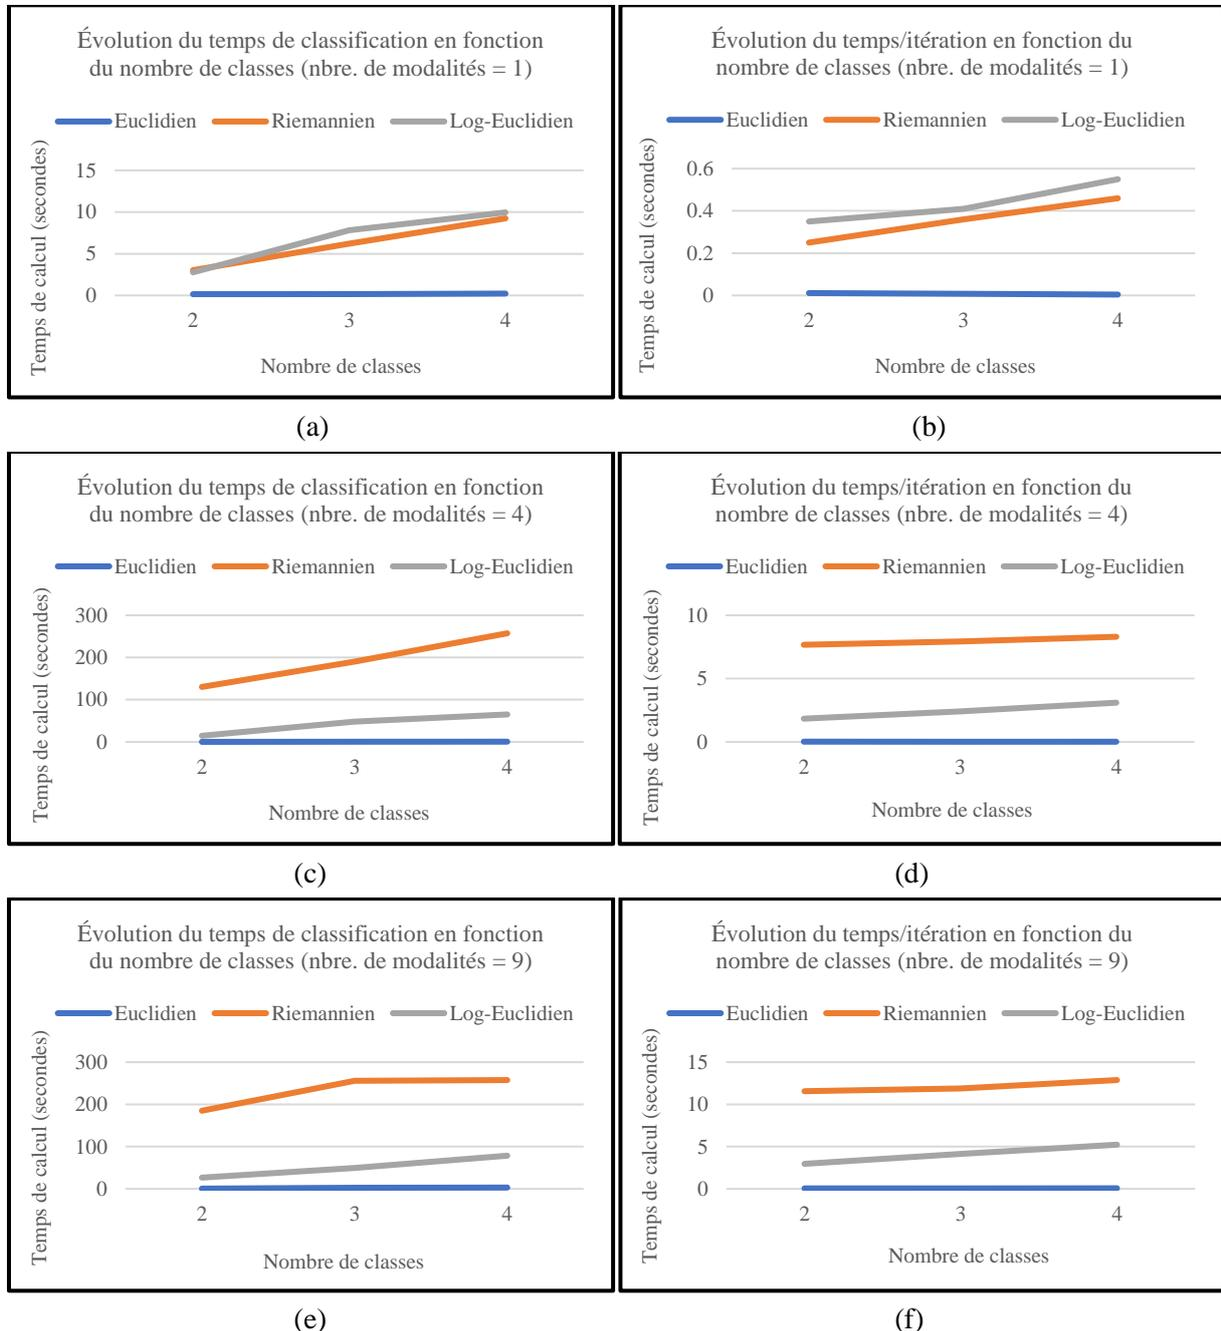 Évolution du temps de classification en fonction
du nombre de classes (nbre. de modalités = 1)
Euclidien Riemannien Log-Euclidien
Temps de calcul (secondes)
15
10
5
0
2 3 4
Nombre de classes
(a)
Évolution du temps/itération en fonction du
nombre de classes (nbre. de modalités = 1)
Euclidien Riemannien Log-Euclidien
Temps de calcul (secondes)
0.6
0.4
0.2
0
2 3 4
Nombre de classes
(b)
Évolution du temps de classification en fonction
du nombre de classes (nbre. de modalités = 4)
Euclidien Riemannien Log-Euclidien
Temps de calcul (secondes)
300
200
100
0
2 3 4
Nombre de classes
(c)
Évolution du temps/itération en fonction du
nombre de classes (nbre. de modalités = 4)
Euclidien Riemannien Log-Euclidien
Temps de calcul (secondes)
10
5
0
2 3 4
Nombre de classes
(d)
Évolution du temps de classification en fonction
du nombre de classes (nbre. de modalités = 9)
Euclidien Riemannien Log-Euclidien
Temps de calcul (secondes)
300
200
100
0
2 3 4
Nombre de classes
(e)
Évolution du temps/itération en fonction du
nombre de classes (nbre. de modalités = 9)
Euclidien Riemannien Log-Euclidien
Temps de calcul (secondes)
15
10
5
0
2 3 4
Nombre de classes
(f)